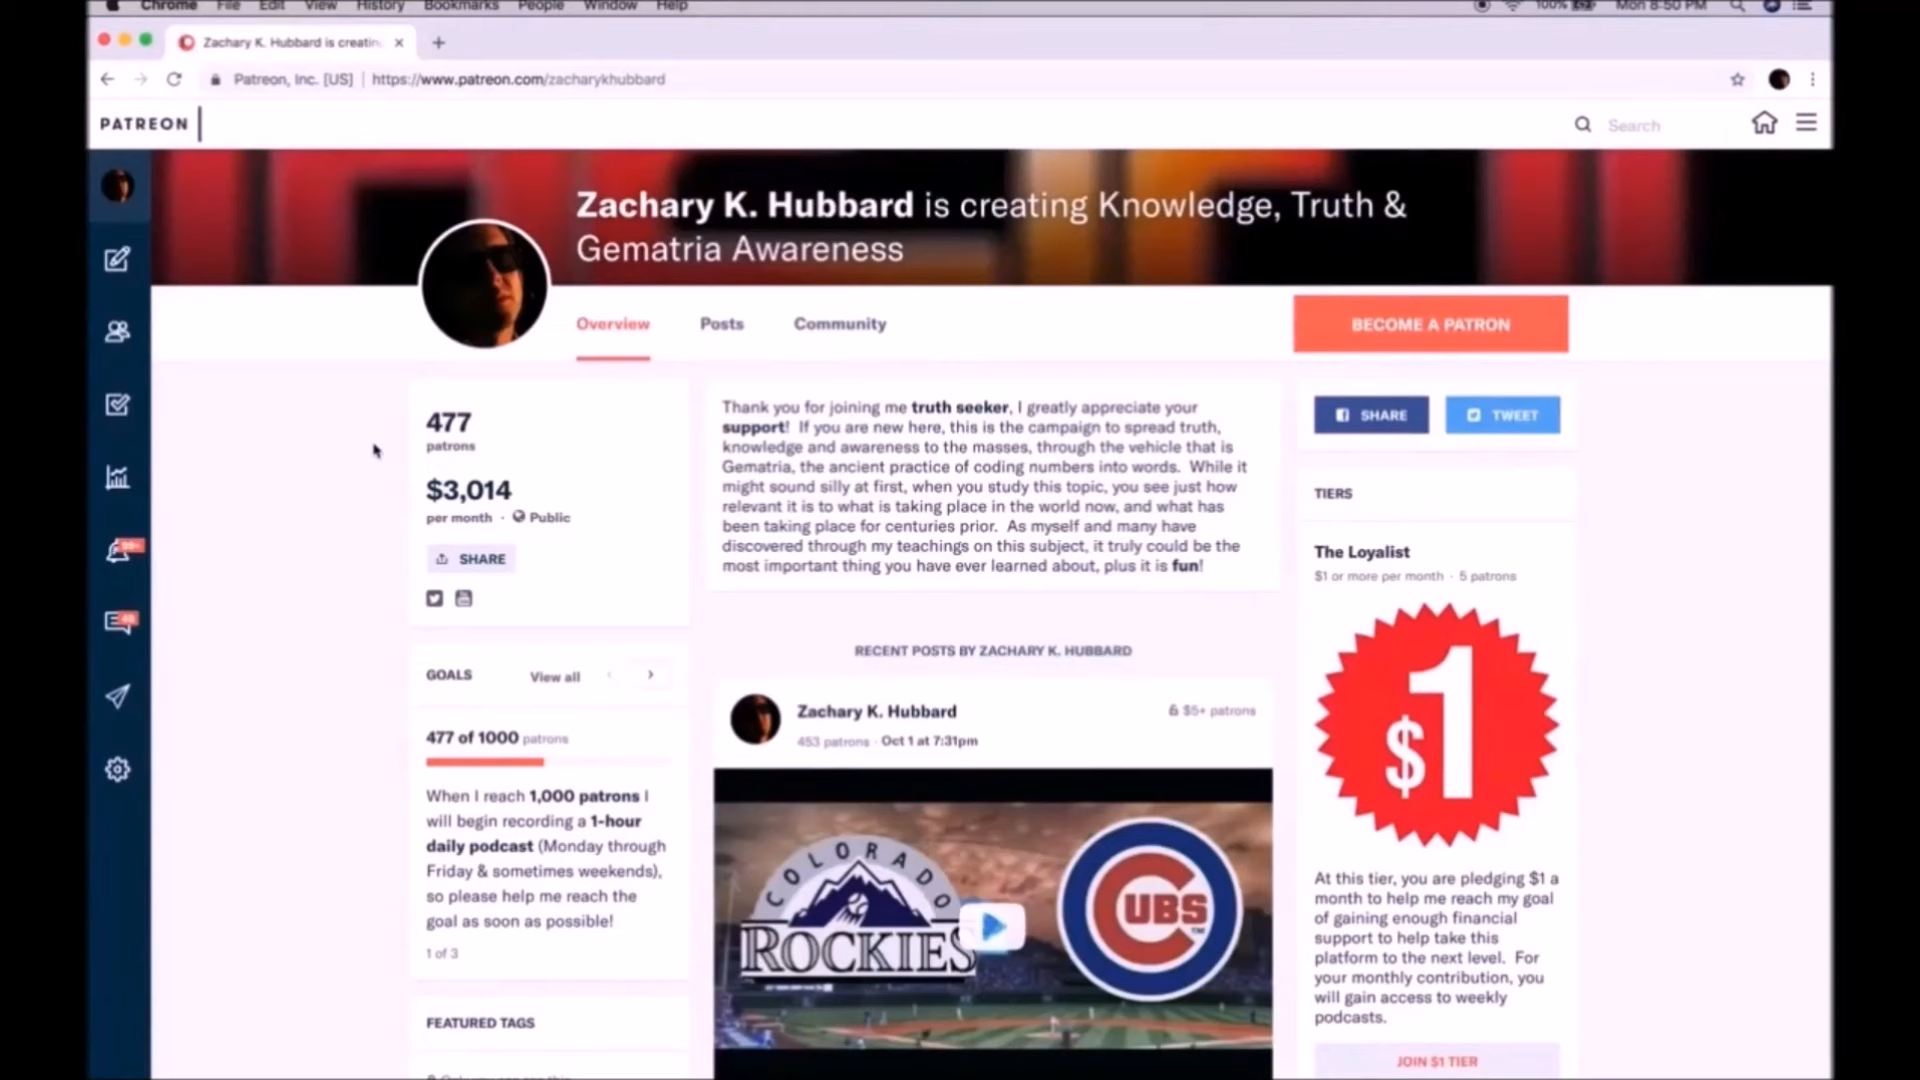 Chrome File Edit View History Bookmarks People Window Help
100%
Mon 8:50 PM
Zachary K. Hubbard is creatin
Patreon, Inc. [US] https://www.patreon.com/zacharykhubbard
PATREON
Search
Zachary K. Hubbard is creating Knowledge, Truth &
Gematria Awareness
Overview
Posts
Community
BECOME A PATRON
477
patrons
$3,014
per month · Public
SHARE
GOALS
View all
477 of 1000 patrons
When I reach 1,000 patrons I
will begin recording a 1-hour
daily podcast (Monday through
Friday & sometimes weekends),
so please help me reach the
goal as soon as possible!
1 of 3
FEATURED TAGS
Thank you for joining me truth seeker, I greatly appreciate your
support! If you are new here, this is the campaign to spread truth,
knowledge and awareness to the masses, through the vehicle that is
Gematria, the ancient practice of coding numbers into words. While it
might sound silly at first, when you study this topic, you see just how
relevant it is to what is taking place in the world now, and what has
been taking place for centuries prior. As myself and many have
discovered through my teachings on this subject, it truly could be the
most important thing you have ever learned about, plus it is fun!
RECENT POSTS BY ZACHARY K. HUBBARD
Zachary K. Hubbard
$5+ patrons
453 patrons · Oct 1 at 7:31pm
COLORADO
ROCKIES
CUBS
TM
SHARE
TWEET
TIERS
The Loyalist
$1 or more per month · 5 patrons
$1
At this tier, you are pledging $1 a
month to help me reach my goal
of gaining enough financial
support to help take this
platform to the next level. For
your monthly contribution, you
will gain access to weekly
podcasts.
JOIN $1 TIER